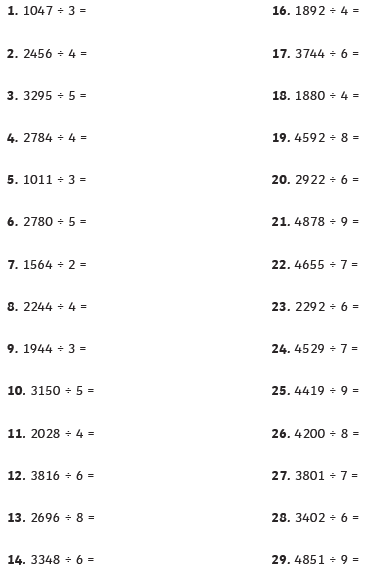 1. 1047 ÷ 3 =
2. 2456 ÷ 4 =
3. 3295 ÷ 5 =
4. 2784 ÷ 4 =
5. 1011 ÷ 3 =
6. 2780 ÷ 5 =
7. 1564 ÷ 2 =
8. 2244 ÷ 4 =
9. 1944 ÷ 3 =
10. 3150 ÷ 5 =
11. 2028 ÷ 4 =
12. 3816 ÷ 6 =
13. 2696 ÷ 8 =
14. 3348 ÷ 6 =
16. 1892 ÷ 4 =
17. 3744 ÷ 6 =
18. 1880 ÷ 4 =
19. 4592 ÷ 8 =
20. 2922 ÷ 6 =
21. 4878 ÷ 9 =
22. 4655 ÷ 7 =
23. 2292 ÷ 6 =
24. 4529 ÷ 7 =
25. 4419 ÷ 9 =
26. 4200 ÷ 8 =
27. 3801 ÷ 7 =
28. 3402 ÷ 6 =
29. 4851 ÷ 9 =